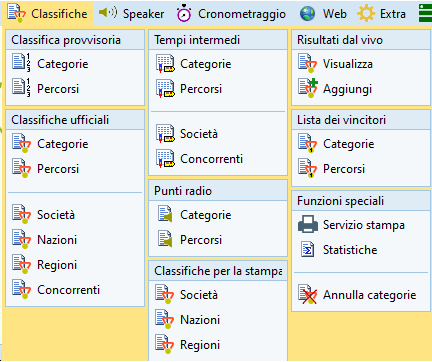 Classifiche
Speaker
Cronometraggio
Web
Extra
Classifica provvisoria
Categorie
Percorsi
Classifiche ufficiali
Categorie
Percorsi
Società
Nazioni
Regioni
Concorrenti
Tempi intermedi
Categorie
Percorsi
Società
Concorrenti
Punti radio
Categorie
Percorsi
Classifiche per la stampa
Società
Nazioni
Regioni
Risultati dal vivo
Visualizza
Aggiungi
Lista dei vincitori
Categorie
Percorsi
Funzioni speciali
Servizio stampa
Statistiche
Annulla categorie